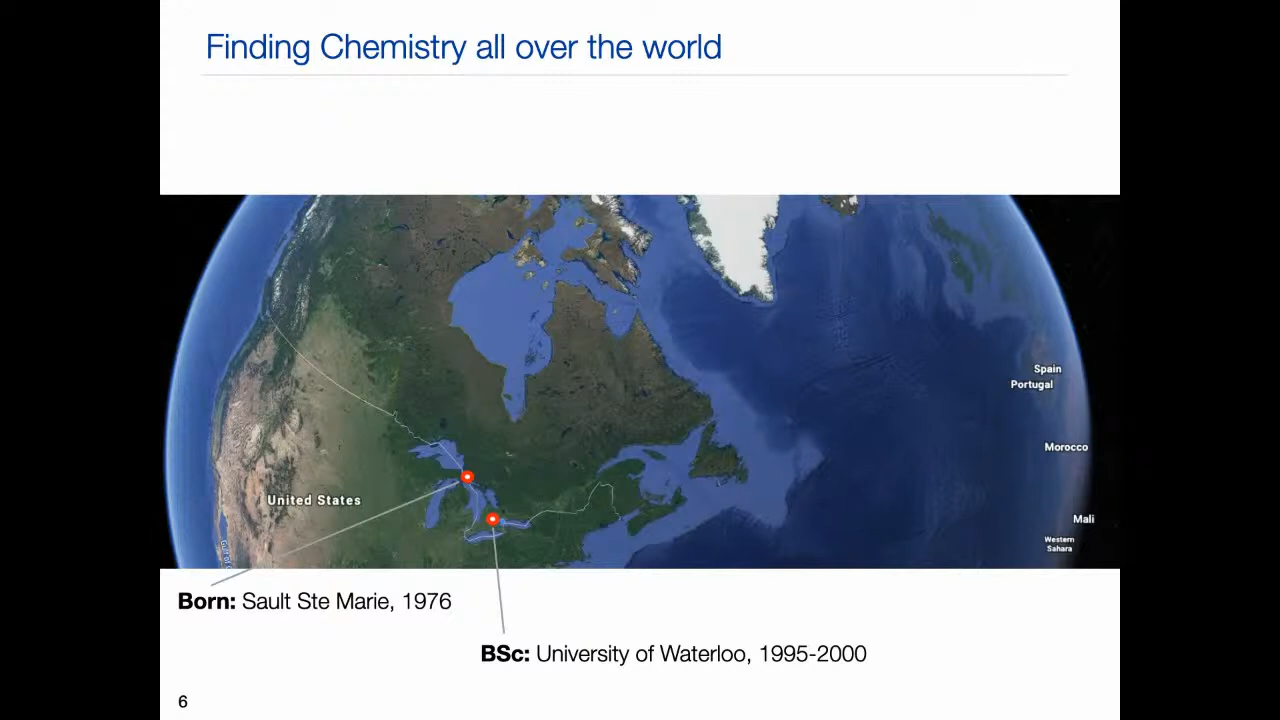 Finding Chemistry all over the world
Spain
Portugal
Morocco
United States
Mali
Western
Sahara
Born: Sault Ste Marie, 1976
BSc: University of Waterloo, 1995-2000
6